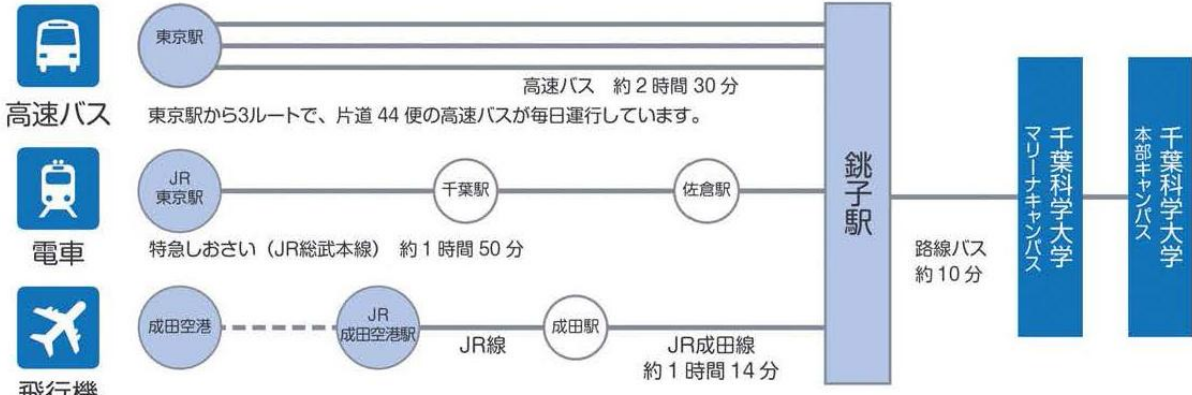 高速バス
東京駅
高速バス 約2時間30分
東京駅から3ルートで、片道44便の高速バスが毎日運行しています。
電車
JR
東京駅
千葉駅
佐倉駅
特急しおさい（JR総武本線） 約1時間50分
飛行機
成田空港
JR
成田空港駅
JR線
成田駅
JR成田線
約1時間14分
銚子駅
路線バス
約10分
千葉科学大学
マリーナキャンパス
千葉科学大学
本部キャンパス